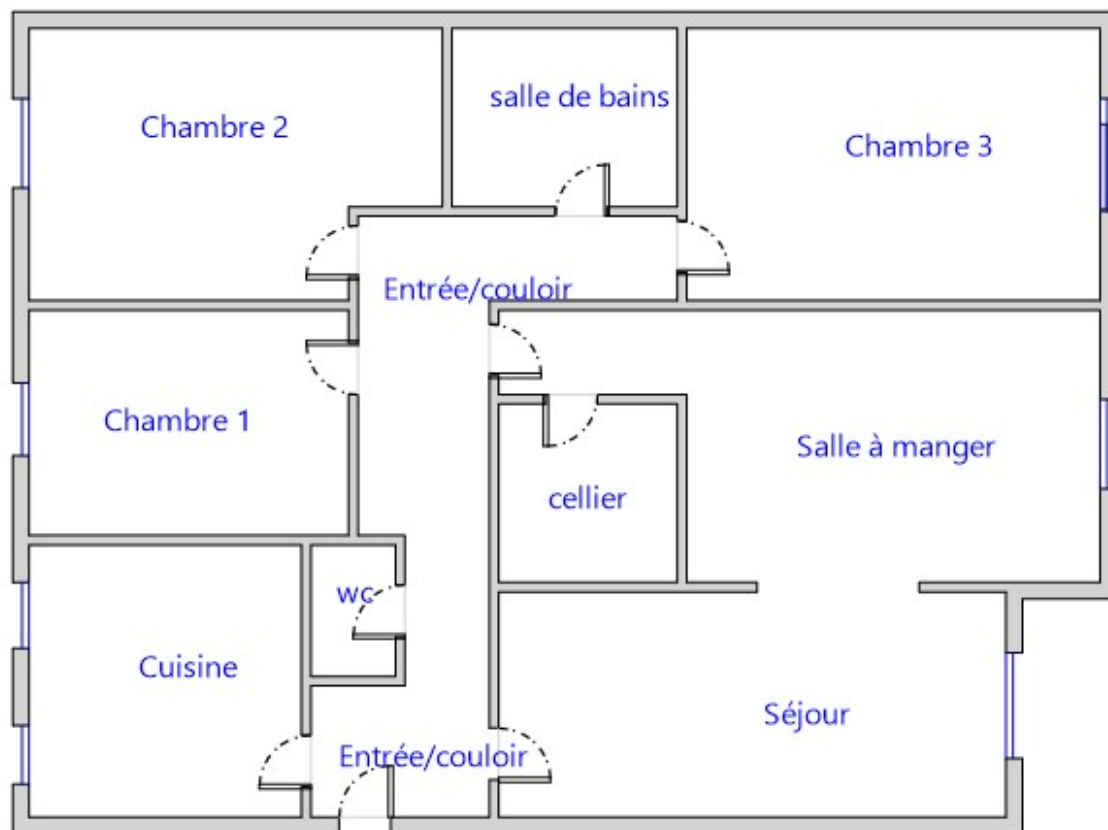 Chambre 2
salle de bains
Chambre 3
Entrée/couloir
Chambre 1
Salle à manger
cellier
wc
Cuisine
Séjour
Entrée/couloir